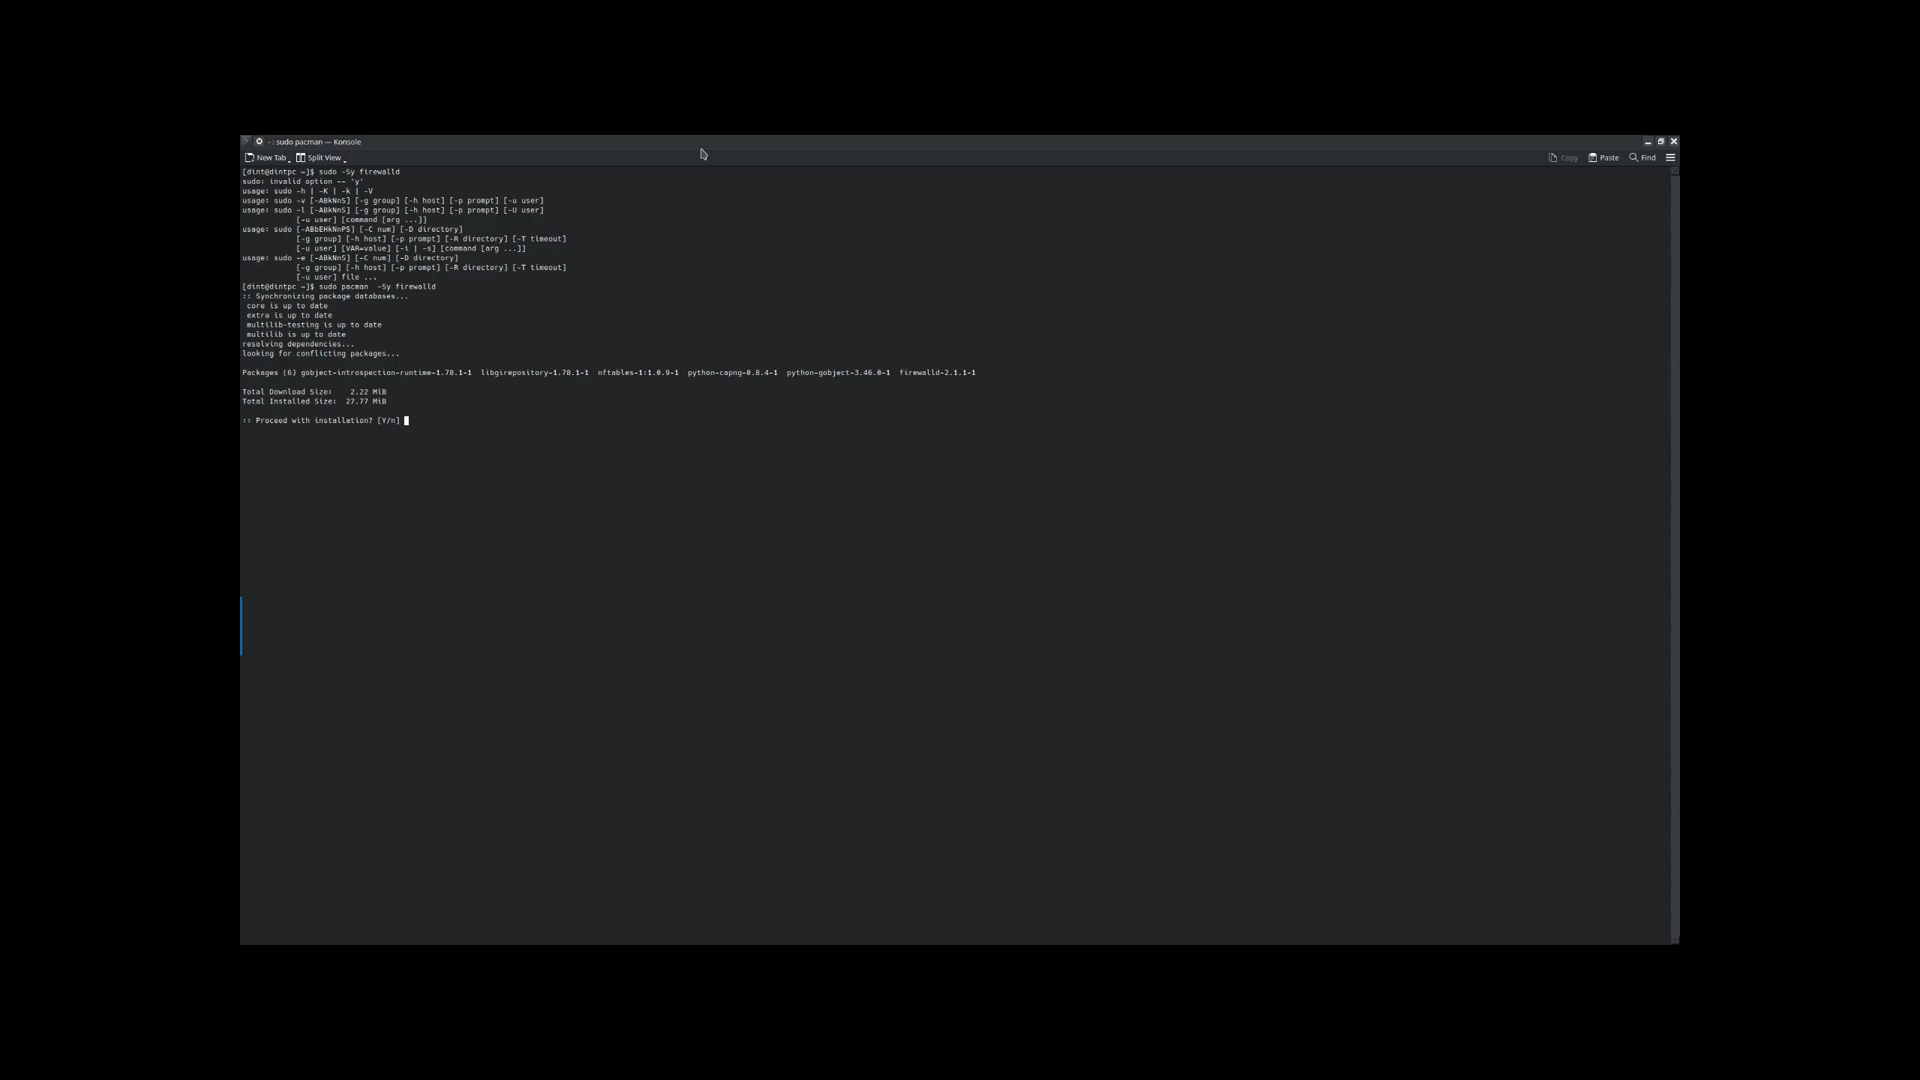 - : sudo pacman — Konsole
New Tab Split View Copy Paste Find
[dint@dintpc ~]$ sudo -Sy firewalld
sudo: invalid option -- 'y'
usage: sudo -h | -K | -k | -V
usage: sudo -v [-ABkNnS] [-g group] [-h host] [-p prompt] [-u user]
usage: sudo -l [-ABkNnS] [-g group] [-h host] [-p prompt] [-U user]
[-u user] [command [arg ...]]
usage: sudo [-ABbEHkNnPS] [-C num] [-D directory]
[-g group] [-h host] [-p prompt] [-R directory] [-T timeout]
[-u user] [VAR=value] [-i | -s] [command [arg ...]]
usage: sudo -e [-ABkNnS] [-C num] [-D directory]
[-g group] [-h host] [-p prompt] [-R directory] [-T timeout]
[-u user] file ...
[dint@dintpc ~]$ sudo pacman  -Sy firewalld
:: Synchronizing package databases...
core is up to date
extra is up to date
multilib-testing is up to date
multilib is up to date
resolving dependencies...
looking for conflicting packages...
Packages (6) gobject-introspection-runtime-1.78.1-1  libgirepository-1.78.1-1  nftables-1:1.0.9-1  python-capng-0.8.4-1  python-gobject-3.46.0-1  firewalld-2.1.1-1
Total Download Size:    2.22 MiB
Total Installed Size:  27.77 MiB
:: Proceed with installation? [Y/n]